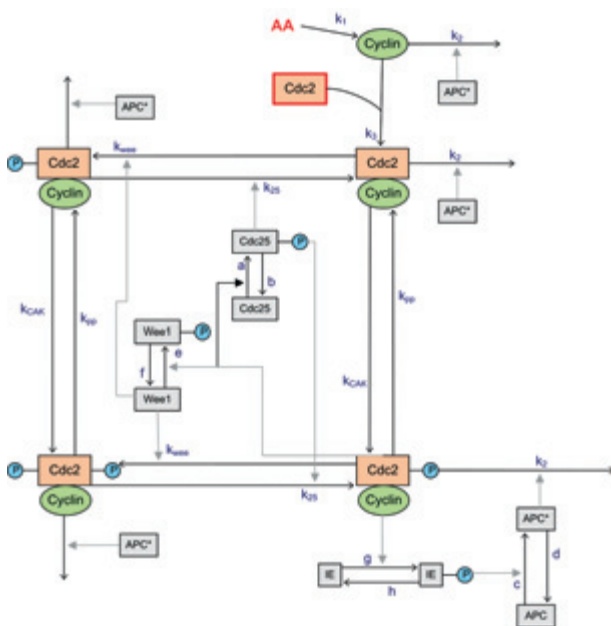 k1
AA
Cyclin
k2
APC*
Cdc2
APC*
k3
P
Cdc2
kwee
Cdc2
k2
Cyclin
k25
Cyclin
APC*
Cdc25
P
a
b
Cdc25
kCAK
kpp
Wee1
P
kpp
f
e
Wee1
kCAK
kwee
P
Cdc2
P
Cdc2
P
k2
Cyclin
k25
Cyclin
APC*
APC*
g
IE
IE
P
h
c
d
APC